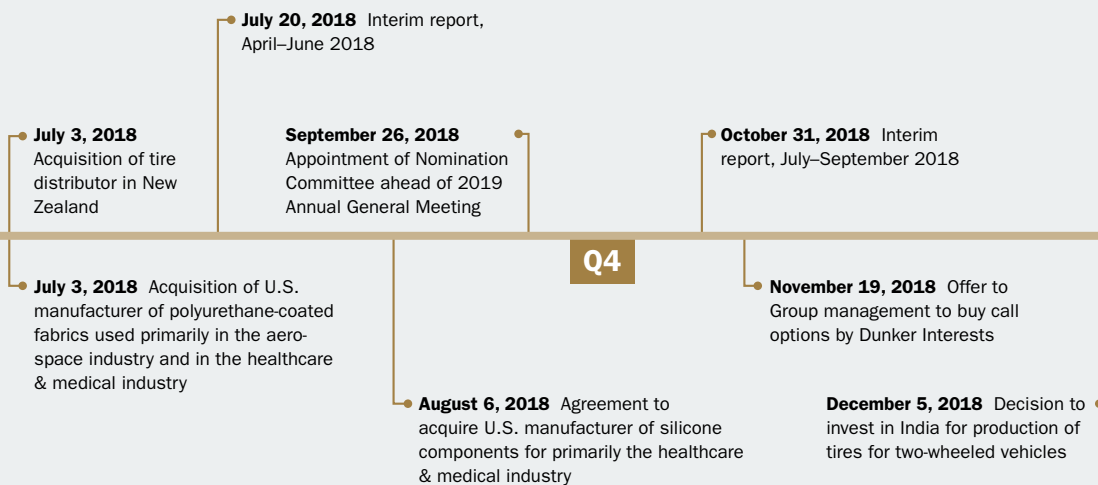 July 20, 2018 Interim report,
April–June 2018
July 3, 2018
Acquisition of tire
distributor in New
Zealand
September 26, 2018
Appointment of Nomination
Committee ahead of 2019
Annual General Meeting
October 31, 2018 Interim
report, July–September 2018
Q4
July 3, 2018 Acquisition of U.S.
manufacturer of polyurethane-coated
fabrics used primarily in the aero-
space industry and in the healthcare
& medical industry
November 19, 2018 Offer to
Group management to buy call
options by Dunker Interests
August 6, 2018 Agreement to
acquire U.S. manufacturer of silicone
components for primarily the healthcare
& medical industry
December 5, 2018 Decision to
invest in India for production of
tires for two-wheeled vehicles